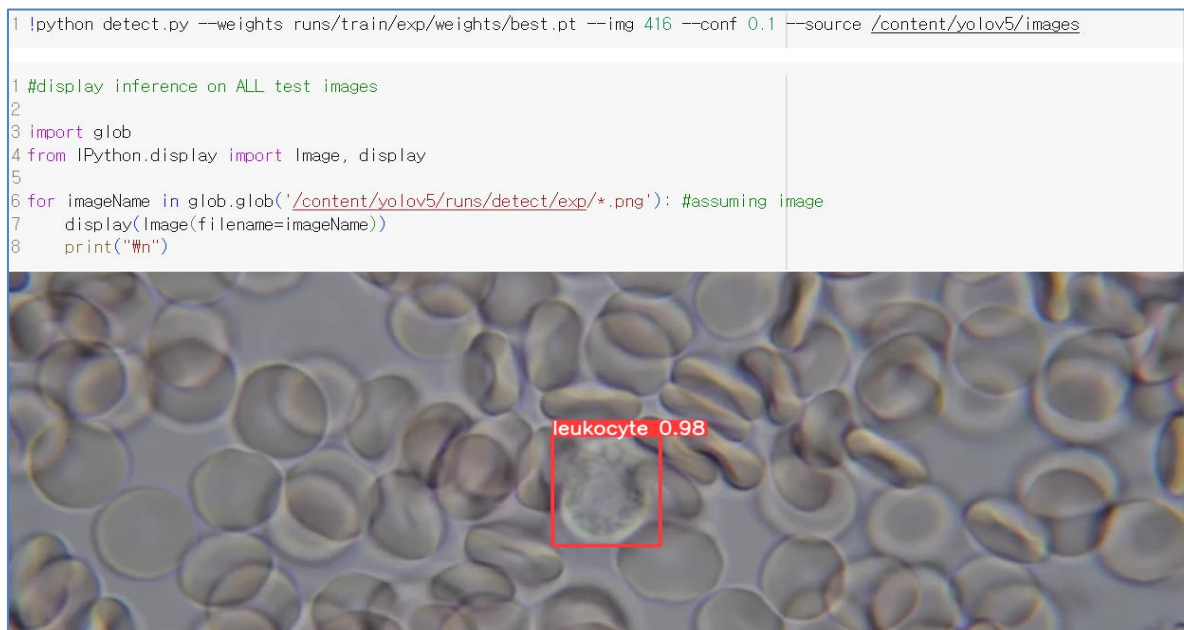 1 !python detect.py --weights runs/train/exp/weights/best.pt --img 416 --conf 0.1 --source /content/yolov5/images
1 #display inference on ALL test images
2
3 import glob
4 from IPython.display import Image, display
5
6 for imageName in glob.glob('/content/yolov5/runs/detect/exp/*.png'): #assuming image
7     display(Image(filename=imageName))
8     print("₩n")
leukocyte 0.98